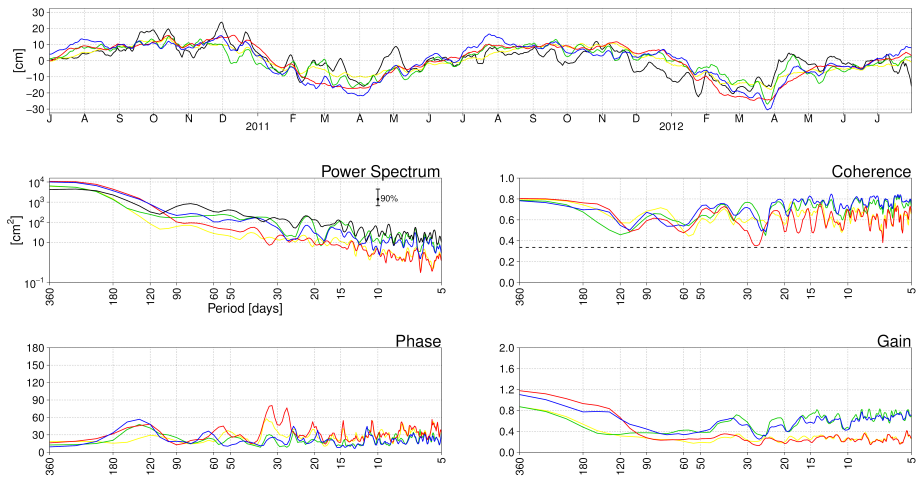 30
20
10
0
−10
−20
−30
[cm]
J A S O N D F M A M J J A S O N D F M A M J J
2011 2012
Power Spectrum
10⁴
10³
10²
10
10⁻¹
[cm²]
90%
360 180 120 90 60 50 30 20 15 10 5
Period [days]
Coherence
1.0
0.8
0.6
0.4
0.2
0.0
360 180 120 90 60 50 30 20 15 10 5
Phase
180
150
120
90
60
30
0
360 180 120 90 60 50 30 20 15 10 5
Gain
2.0
1.6
1.2
0.8
0.4
0.0
360 180 120 90 60 50 30 20 15 10 5